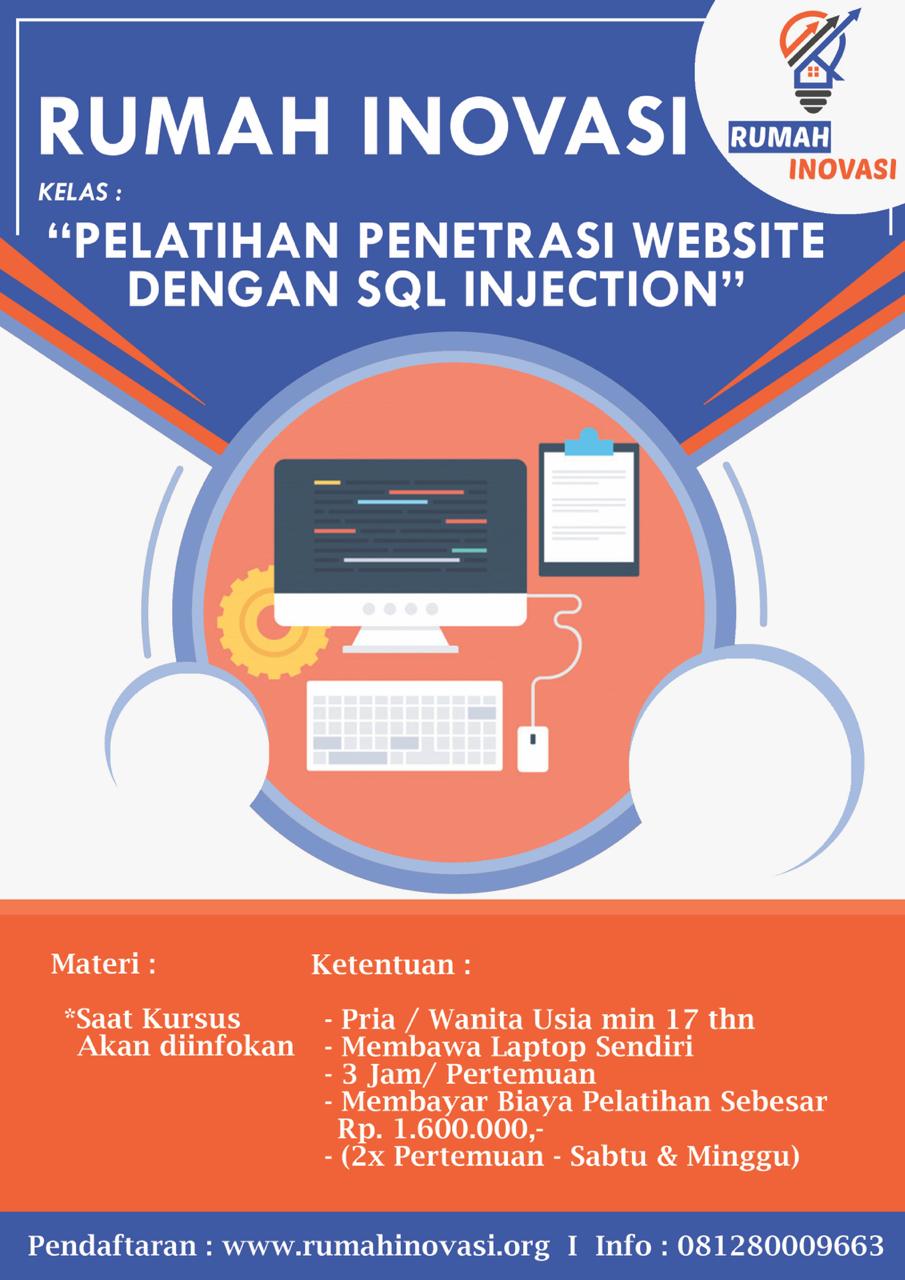 RUMAH INOVASI
RUMAH
INOVASI
KELAS :
“PELATIHAN PENETRASI WEBSITE
DENGAN SQL INJECTION”
Materi :
*Saat Kursus
Akan diinfokan
Ketentuan :
- Pria / Wanita Usia min 17 thn
- Membawa Laptop Sendiri
- 3 Jam/ Pertemuan
- Membayar Biaya Pelatihan Sebesar
Rp. 1.600.000,-
- (2x Pertemuan - Sabtu & Minggu)
Pendaftaran : www.rumahinovasi.org I Info : 081280009663